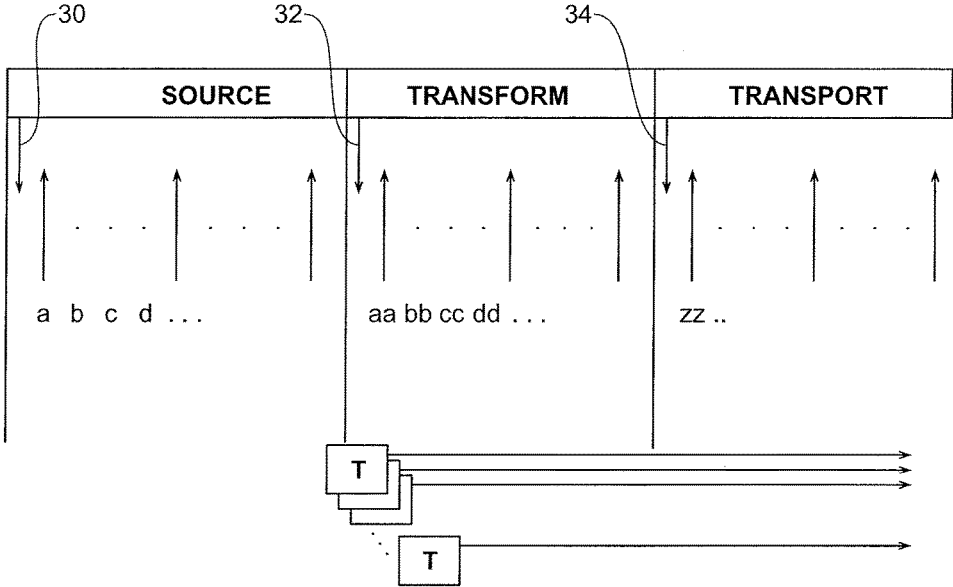 30 32 34
SOURCE TRANSFORM TRANSPORT
a b c d . . . aa bb cc dd . . . zz ..
T
T